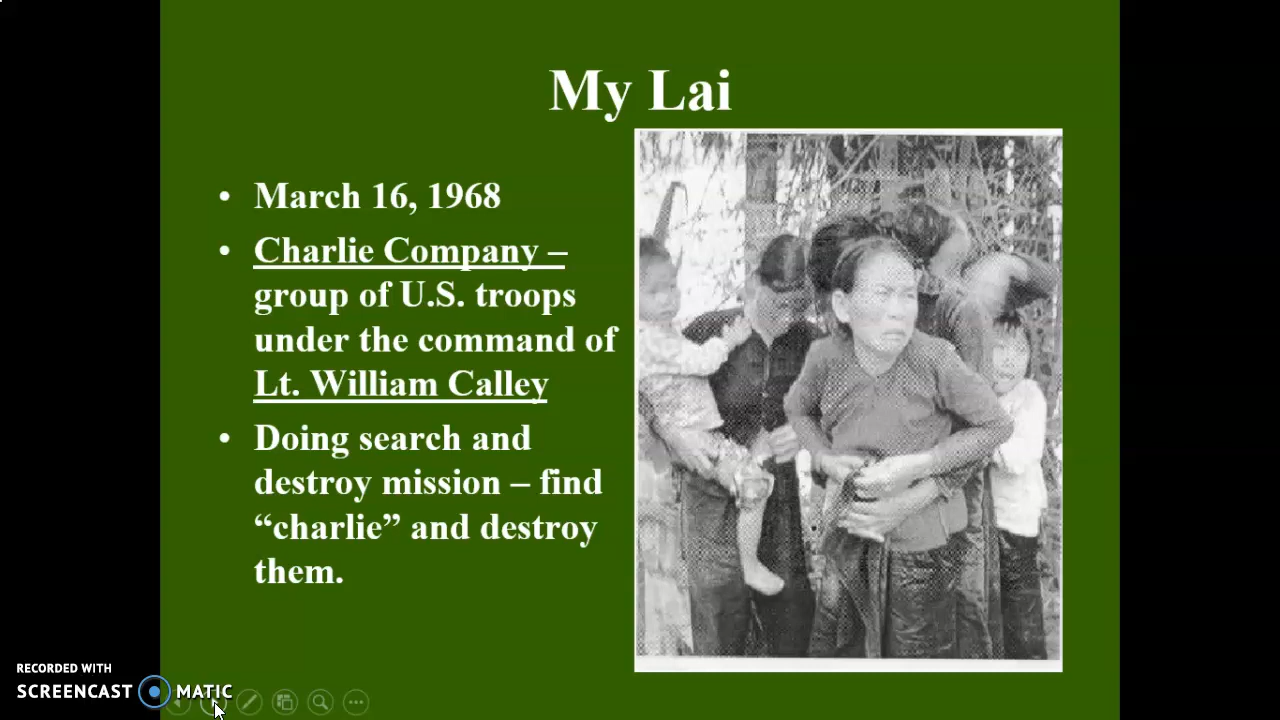 My Lai
• March 16, 1968
• Charlie Company –
group of U.S. troops
under the command of
Lt. William Calley
• Doing search and
destroy mission – find
“charlie” and destroy
them.
RECORDED WITH
SCREENCAST MATIC